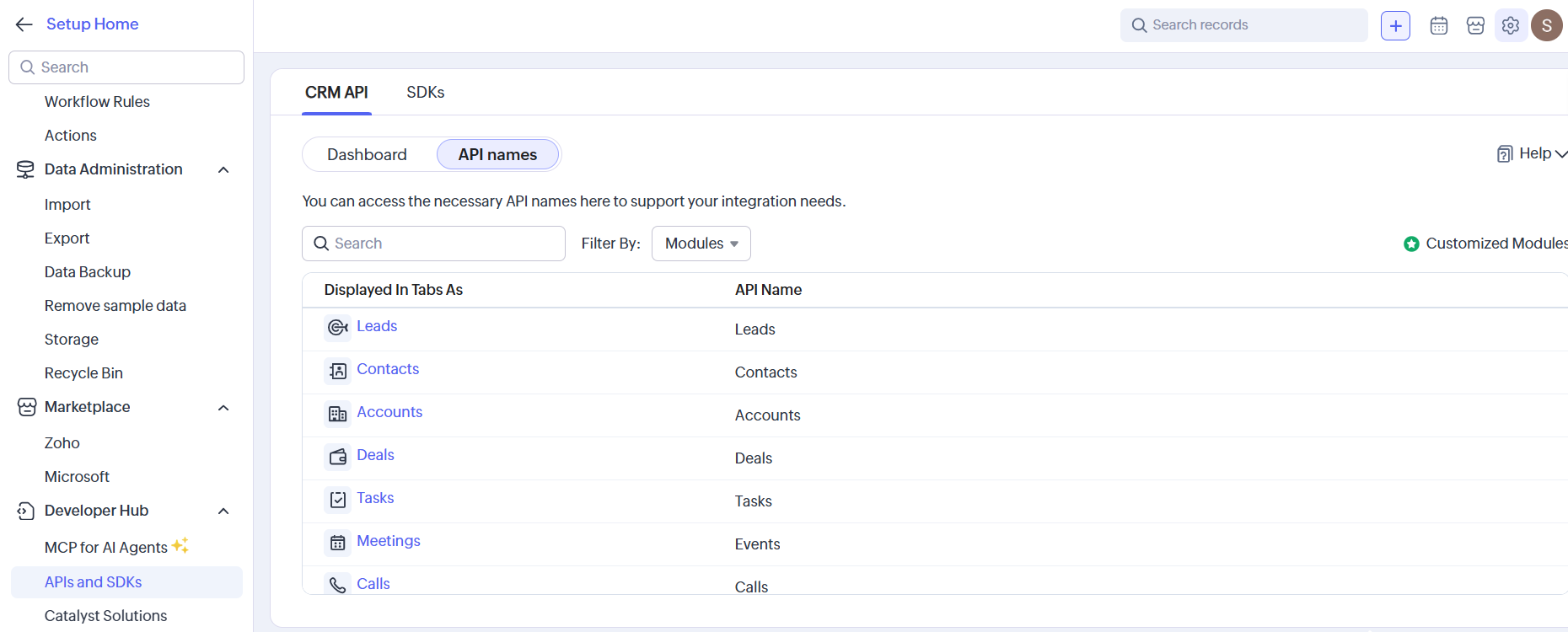 Setup Home
Search
Workflow Rules
Actions
Data Administration
Import
Export
Data Backup
Remove sample data
Storage
Recycle Bin
Marketplace
Zoho
Microsoft
Developer Hub
MCP for AI Agents
APIs and SDKs
Catalyst Solutions
Search records
S
CRM API SDKs
Dashboard API names
Help
You can access the necessary API names here to support your integration needs.
Search Filter By: Modules Customized Modules
Displayed In Tabs As API Name
Leads Leads
Contacts Contacts
Accounts Accounts
Deals Deals
Tasks Tasks
Meetings Events
Calls Calls